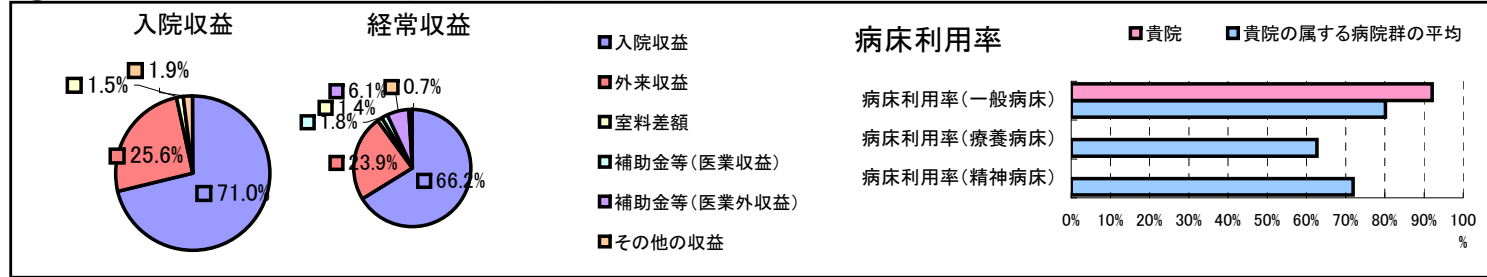 入院収益
1.5%
1.9%
25.6%
71.0%
経常収益
6.1%
0.7%
1.4%
1.8%
23.9%
66.2%
入院収益
外来収益
室料差額
補助金等(医業収益)
補助金等(医業外収益)
その他の収益
病床利用率
貴院
貴院の属する病院群の平均
病床利用率(一般病床)
病床利用率(療養病床)
病床利用率(精神病床)
0% 10% 20% 30% 40% 50% 60% 70% 80% 90% 100
%